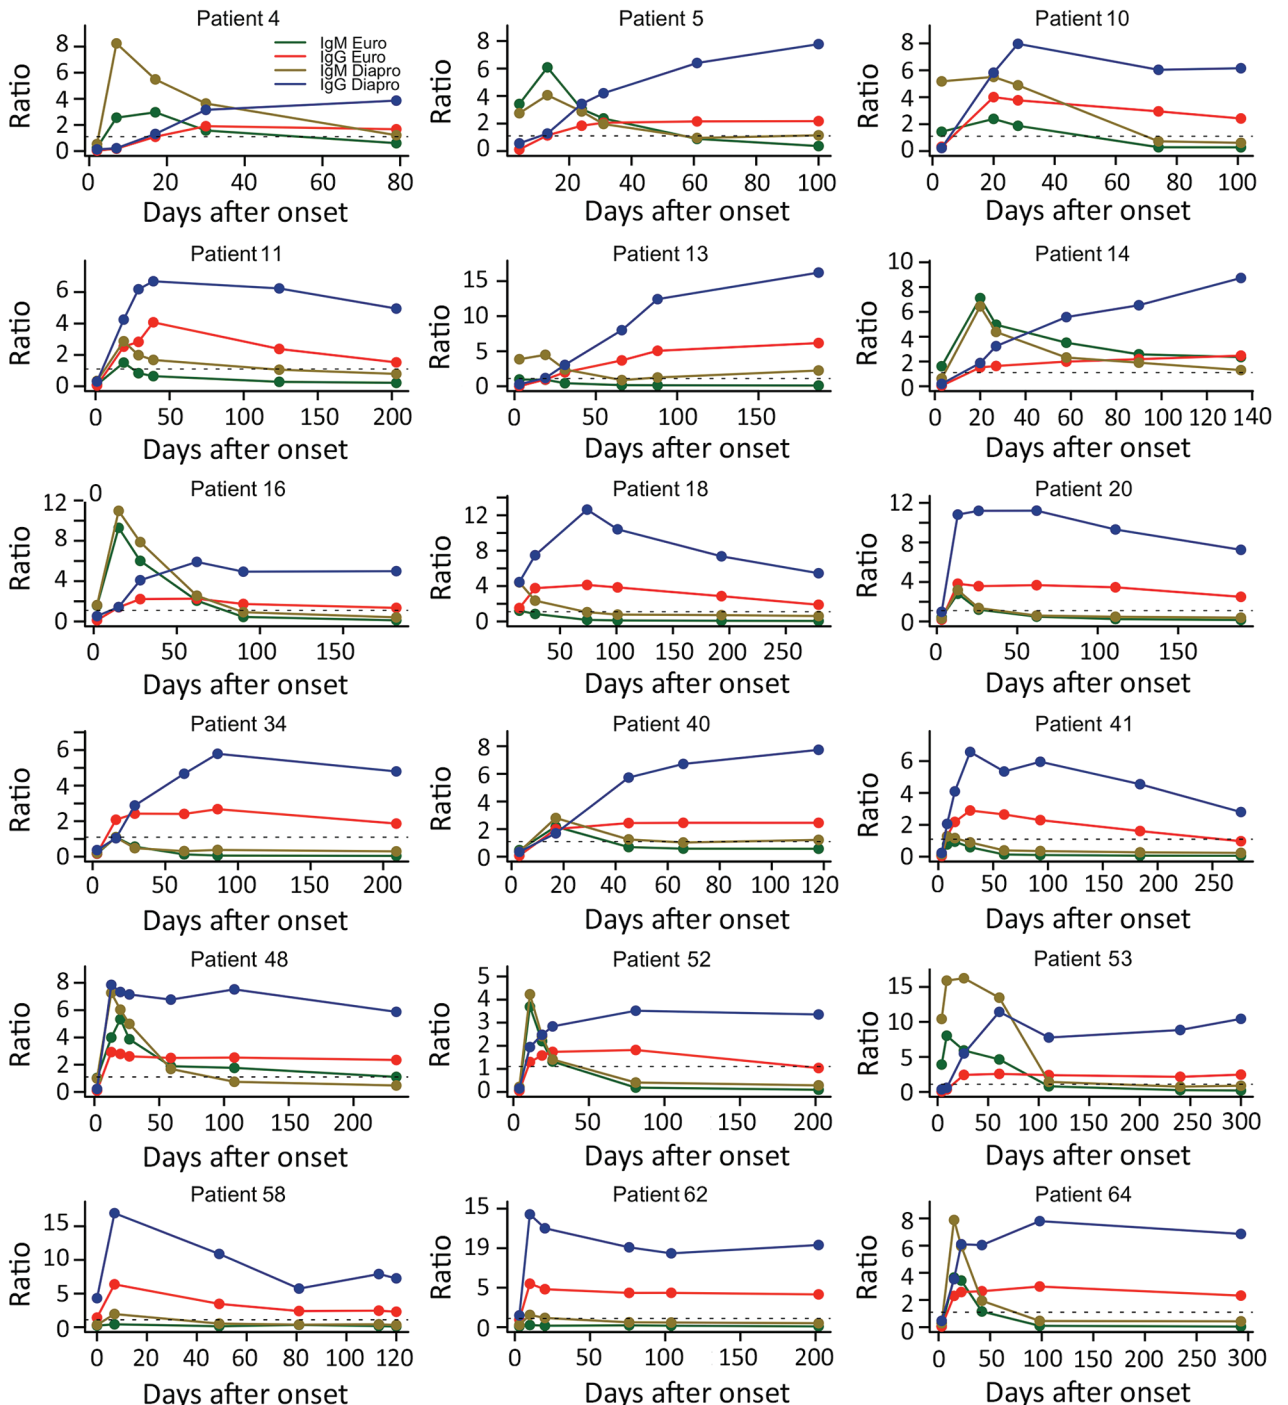 Patient 4 Patient 5 Patient 10
IgM Euro
IgG Euro
IgM Diapro
IgG Diapro
Ratio 8 6 4 2 0 Ratio 8 6 4 2 0 Ratio 8 6 4 2 0
0 20 40 60 80 20 40 60 80 100 0 20 40 60 80 100
Days after onset Days after onset Days after onset
Patient 11 Patient 13 Patient 14
Ratio 6 4 2 0 Ratio 15 10 5 0 Ratio 10 8 6 4 2 0
0 50 100 150 200 0 50 100 150 0 20 40 60 80 100 120 140
Days after onset Days after onset Days after onset
Patient 16 Patient 18 Patient 20
0
Ratio 12 8 4 0 Ratio 12 8 4 0 Ratio 12 8 4 0
0 50 100 150 50 100 150 200 250 0 50 100 150
Days after onset Days after onset Days after onset
Patient 34 Patient 40 Patient 41
Ratio 6 4 2 0 Ratio 8 6 4 2 0 Ratio 6 4 2 0
0 50 100 150 200 0 20 40 60 80 100 120 0 50 100 150 200 250
Days after onset Days after onset Days after onset
Patient 48 Patient 52 Patient 53
Ratio 8 6 4 2 0 Ratio 5 4 3 2 1 0 Ratio 15 10 5 0
0 50 100 150 200 0 50 100 150 200 0 50 100 150 200 250 300
Days after onset Days after onset Days after onset
Patient 58 Patient 62 Patient 64
Ratio 15 10 5 0 Ratio 15 19 5 0 Ratio 8 6 4 2 0
0 20 40 60 80 100 120 0 50 100 150 200 0 50 100 150 200 250 300
Days after onset Days after onset Days after onset